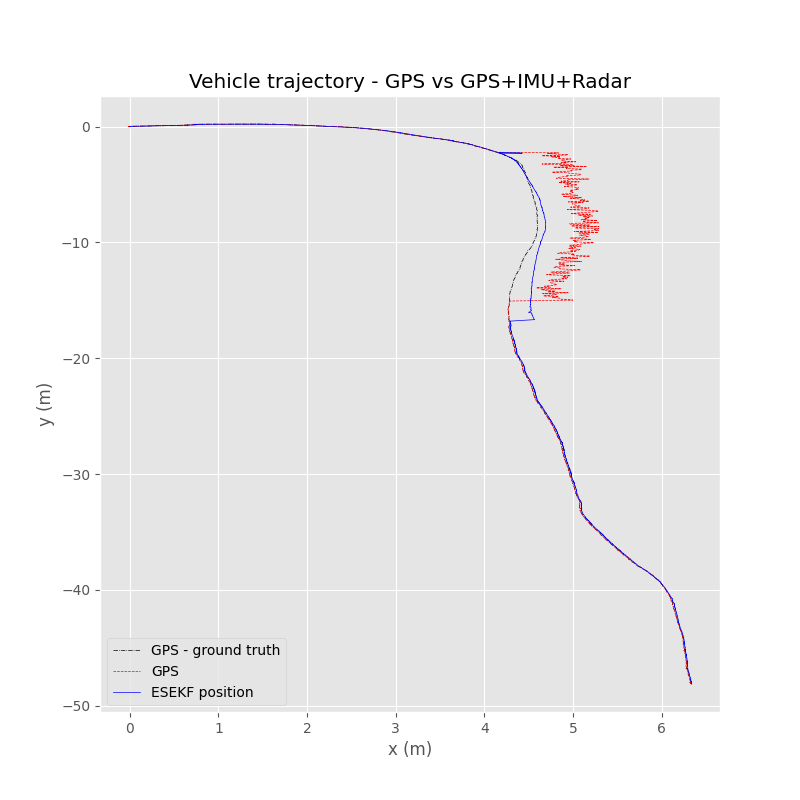 Vehicle trajectory - GPS vs GPS+IMU+Radar
0
−10
−20
−30
−40
−50
y (m)
GPS - ground truth
GPS
ESEKF position
0 1 2 3 4 5 6
x (m)